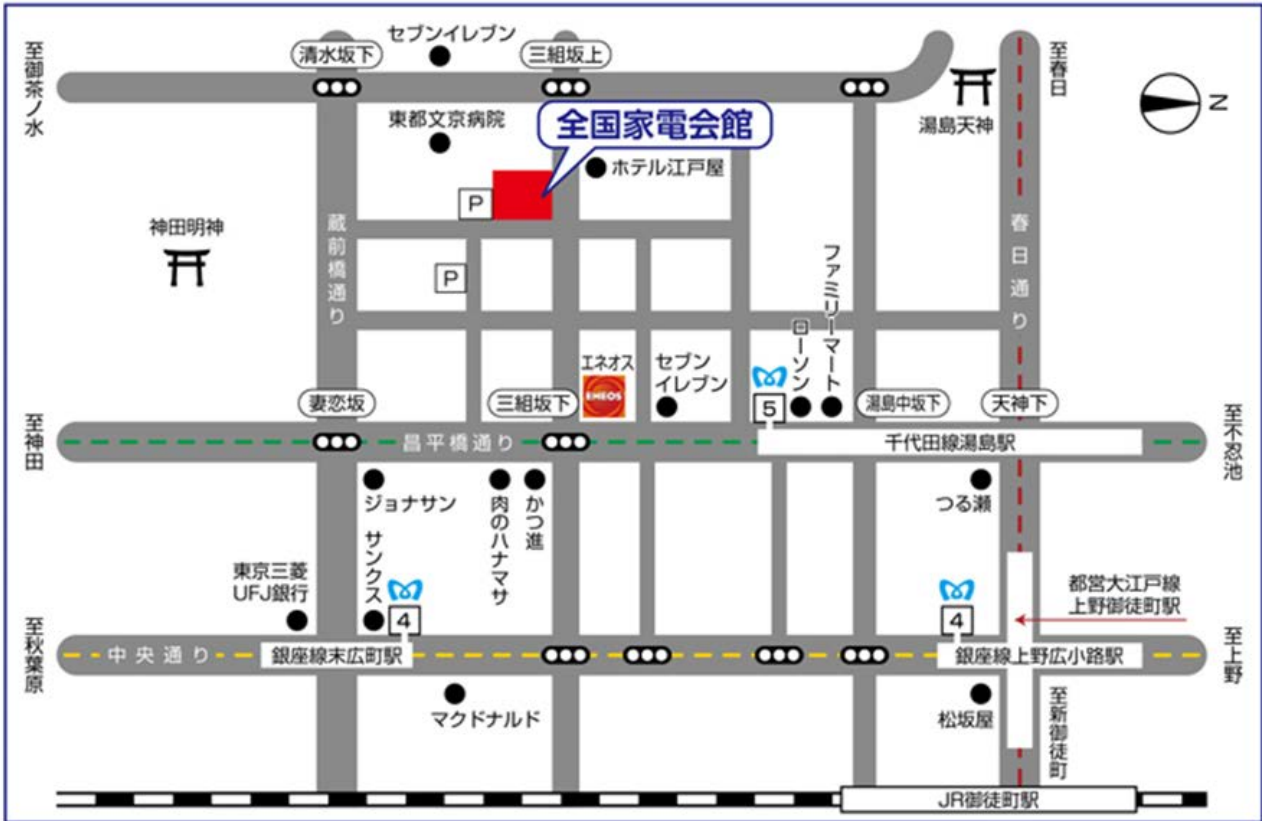 セブンイレブン
清水坂下
三組坂上
至御茶ノ水
至春日
湯島天神
N
東都文京病院
全国家電会館
ホテル江戸屋
P
神田明神
蔵前橋通り
春日通り
P
ファミリーマート
ローソン
エネオス
ENEOS
セブン
イレブン
5
妻恋坂
三組坂下
湯島中坂下
天神下
至神田
昌平橋通り
千代田線湯島駅
至不忍池
ジョナサン
肉のハナマサ
かつ進
つる瀬
サンクス
東京三菱
UFJ銀行
4
4
都営大江戸線
上野御徒町駅
至秋葉原
中央通り
銀座線末広町駅
銀座線上野広小路駅
至上野
マクドナルド
松坂屋
至新御徒町
JR御徒町駅